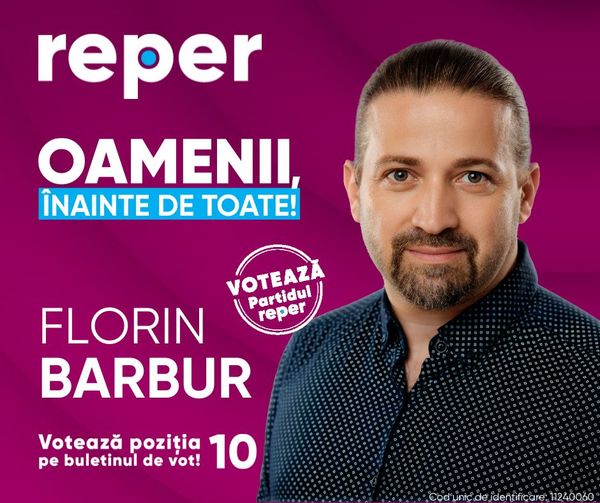 reper
OAMENII,
ÎNAINTE DE TOATE!
VOTEAZĂ
Partidul
reper
FLORIN
BARBUR
Votează poziția
pe buletinul de vot!
10
Cod unic de identificare: 11240060